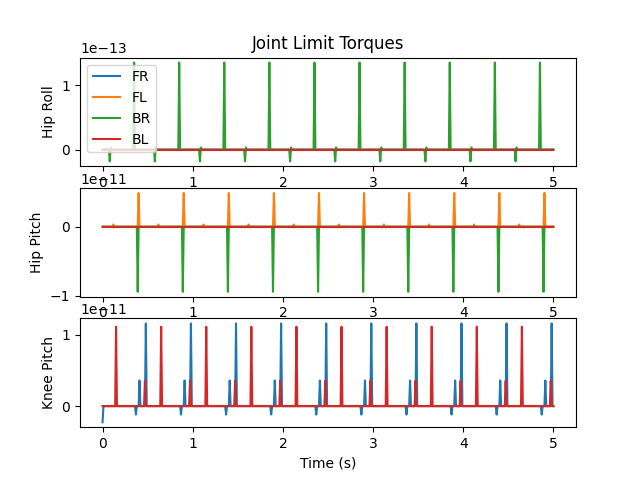 Joint Limit Torques
1e−13
Hip Roll
1
0
FR
FL
BR
BL
0 1 2 3 4 5
1e−11
Hip Pitch
0
−1
0 1 2 3 4 5
1e−11
Knee Pitch
1
0
0 1 2 3 4 5
Time (s)